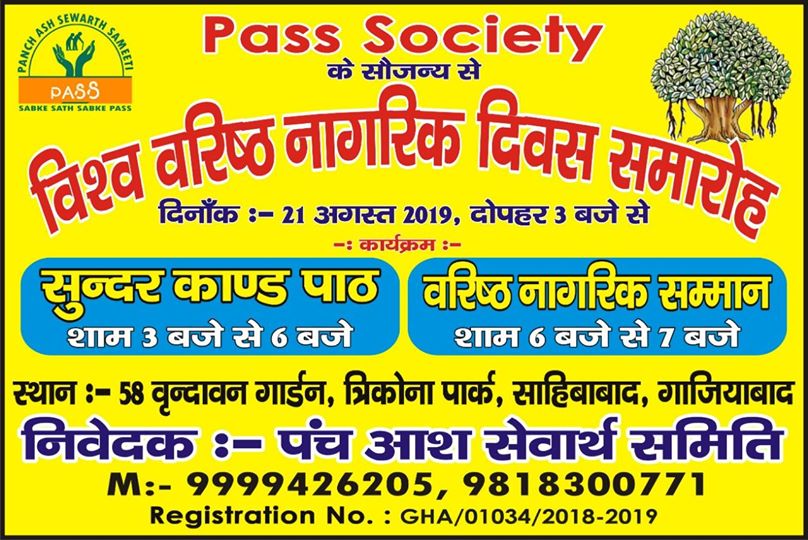 PANCH ASH SEWARTH SAMEETI
PASS
SABKE SATH SABKE PASS
Pass Society
के सौजन्य से
विश्व वरिष्ठ नागरिक दिवस समारोह
दिनाँक :– 21 अगस्त 2019, दोपहर 3 बजे से
–: कार्यक्रम :–
सुन्दर काण्ड पाठ
शाम 3 बजे से 6 बजे
वरिष्ठ नागरिक सम्मान
शाम 6 बजे से 7 बजे
स्थान :– 58 वृन्दावन गार्डन, त्रिकोना पार्क, साहिबाबाद, गाजियाबाद
निवेदक :– पंच आश सेवार्थ समिति
M:- 9999426205, 9818300771
Registration No. : GHA/01034/2018-2019